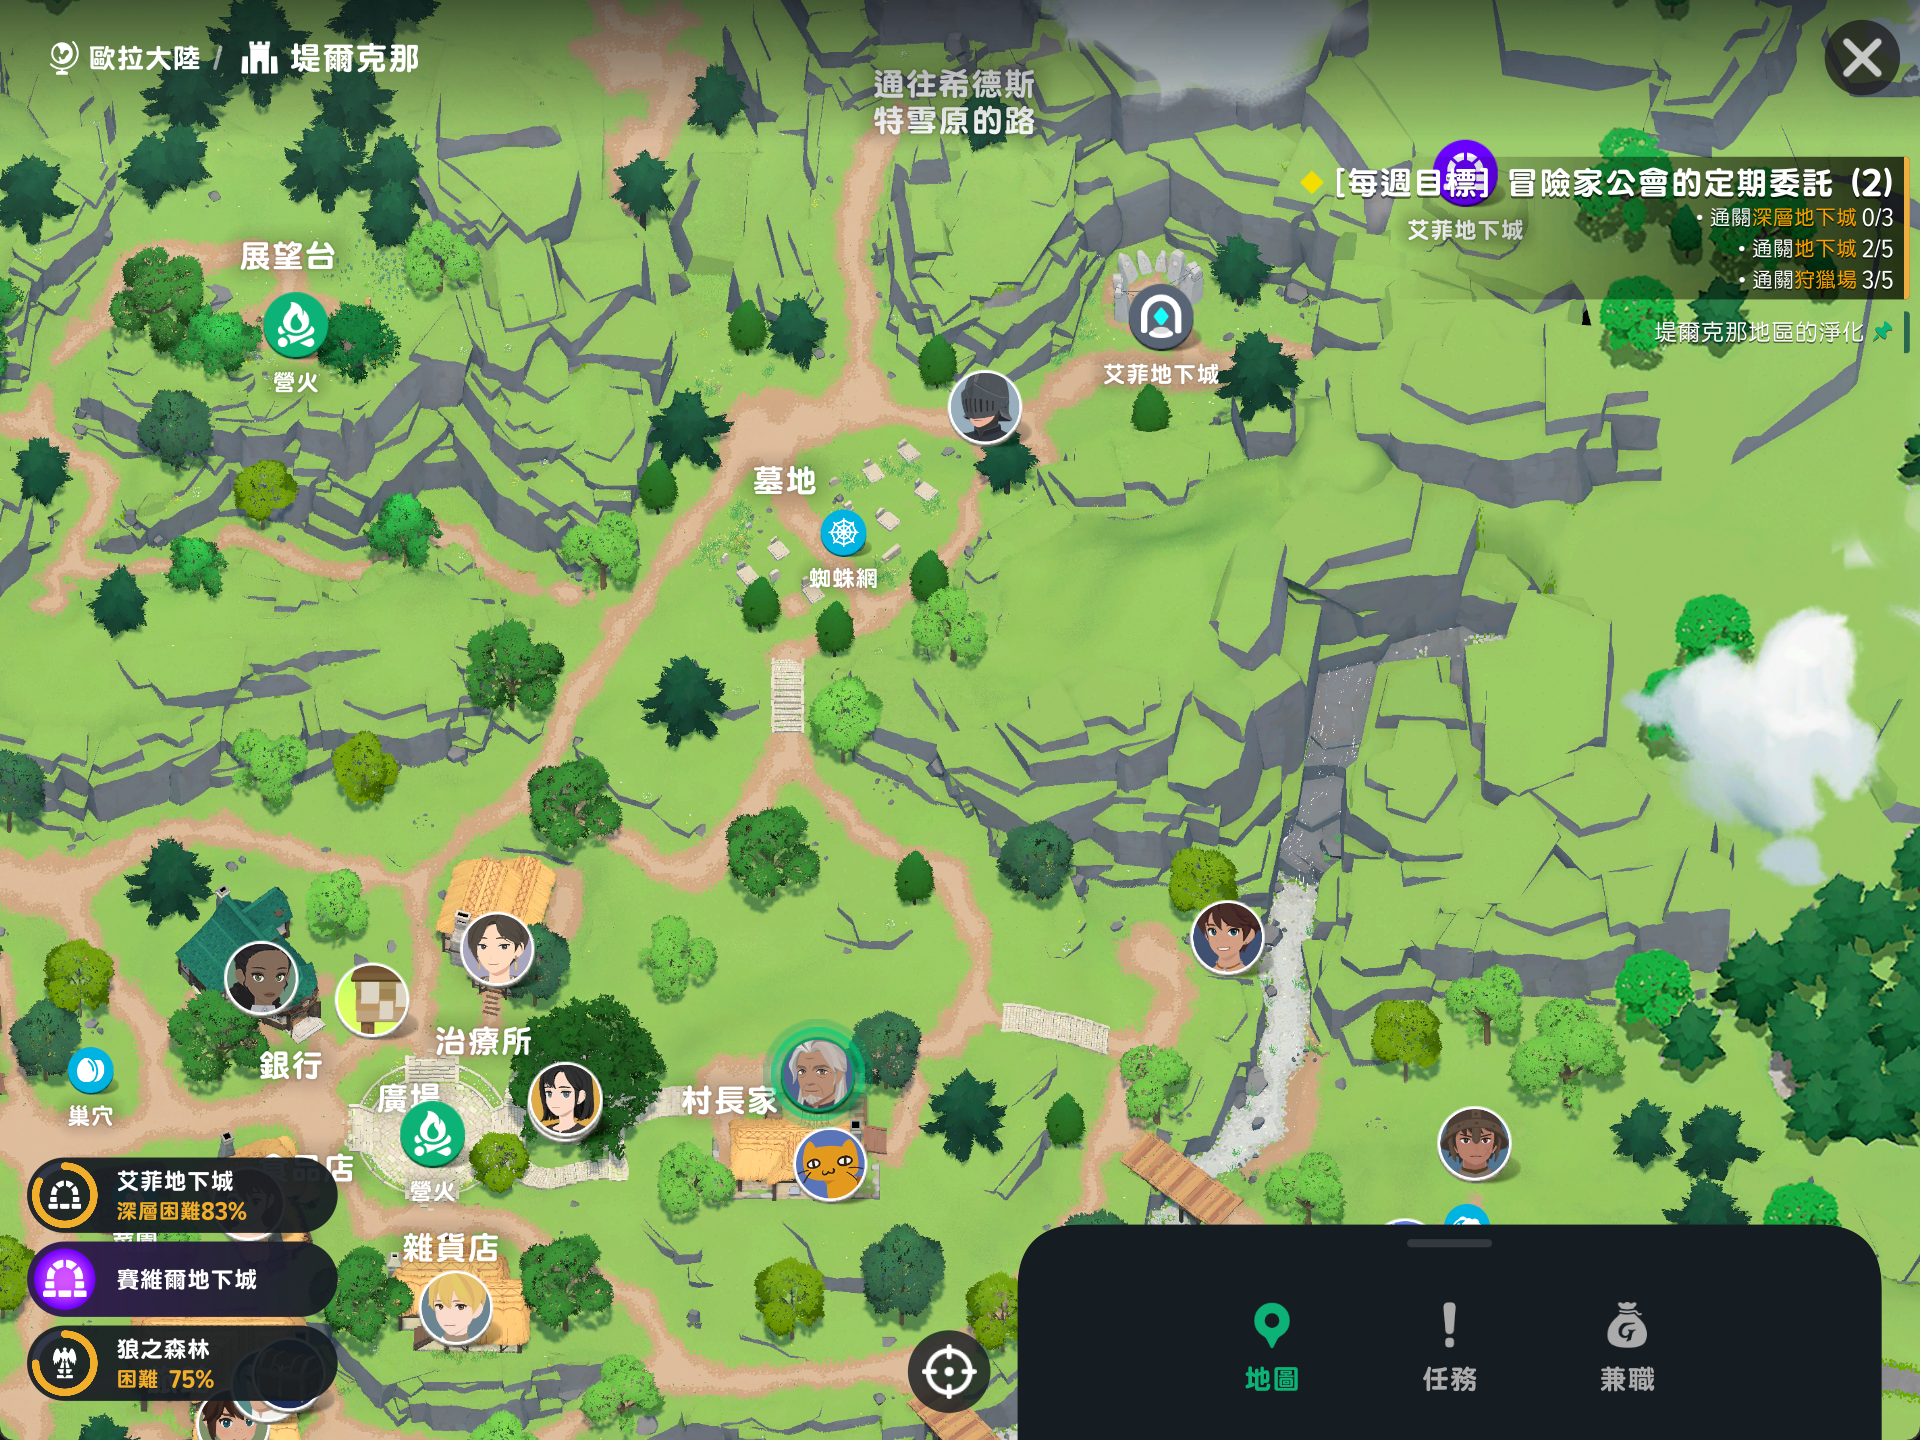 歐拉大陸 / 堤爾克那
通往希德斯
特雪原的路
[每週目標] 冒險家公會的定期委託 (2)
• 通關深層地下城 0/3
• 通關地下城 2/5
• 通關狩獵場 3/5
艾菲地下城
堤爾克那地區的淨化
展望台
營火
艾菲地下城
墓地
蜘蛛網
治療所
銀行
廣場
村長家
巢穴
營火
品店
艾菲地下城
深層困難83%
菜園
賽維爾地下城
雜貨店
狼之森林
困難 75%
地圖
任務
兼職